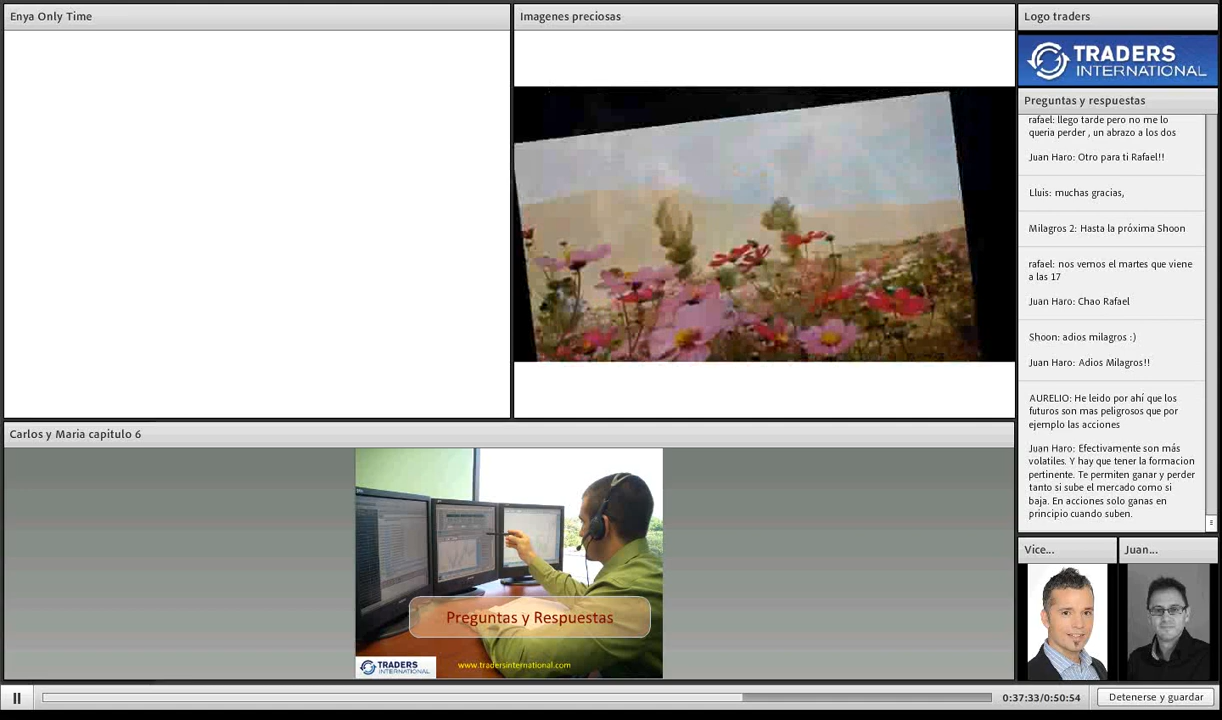 Enya Only Time
Imagenes preciosas
Logo traders
TRADERS
INTERNATIONAL
Preguntas y respuestas
rafael: llego tarde pero no me lo
queria perder , un abrazo a los dos
Juan Haro: Otro para ti Rafael!!
Lluis: muchas gracias,
Milagros 2: Hasta la próxima Shoon
rafael: nos vemos el martes que viene
a las 17
Juan Haro: Chao Rafael
Shoon: adios milagros :)
Juan Haro: Adios Milagros!!
AURELIO: He leido por ahí que los
futuros son mas peligrosos que por
ejemplo las acciones
Juan Haro: Efectivamente son más
volatiles. Y hay que tener la formacion
pertinente. Te permiten ganar y perder
tanto si sube el mercado como si
baja. En acciones solo ganas en
principio cuando suben.
Carlos y Maria capitulo 6
Preguntas y Respuestas
TRADERS
INTERNATIONAL
www.tradersinternational.com
Vice...
Juan...
0:37:33/0:50:54
Detenerse y guardar